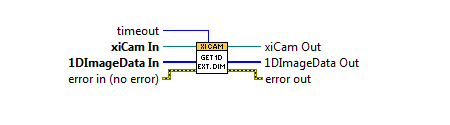 timeout
xiCam In
XICAM
xiCam Out
1DImageData In
GET 1D
1DImageData Out
error in (no error)
EXT. DIM
error out